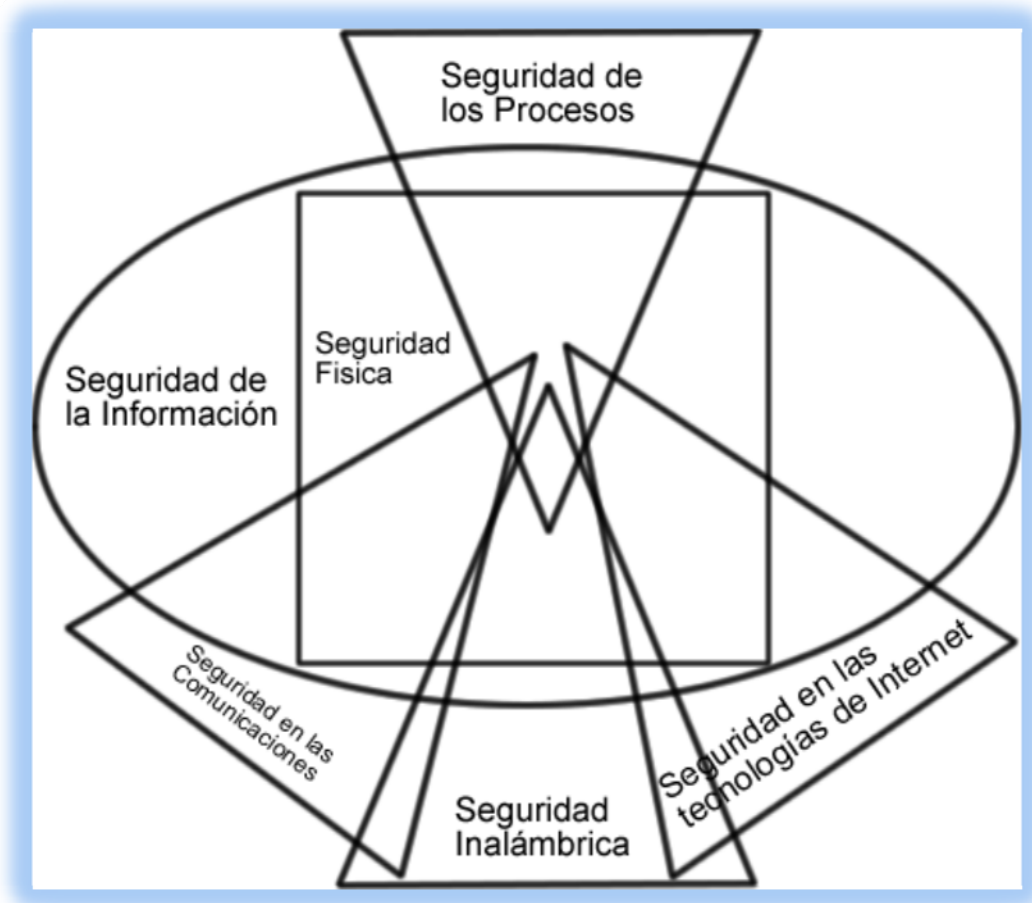 Seguridad de
los Procesos
Seguridad
Fisica
Seguridad de
la Información
Seguridad en las
Comunicaciones
Seguridad
Inalámbrica
Seguridad en las
tecnologías de Internet